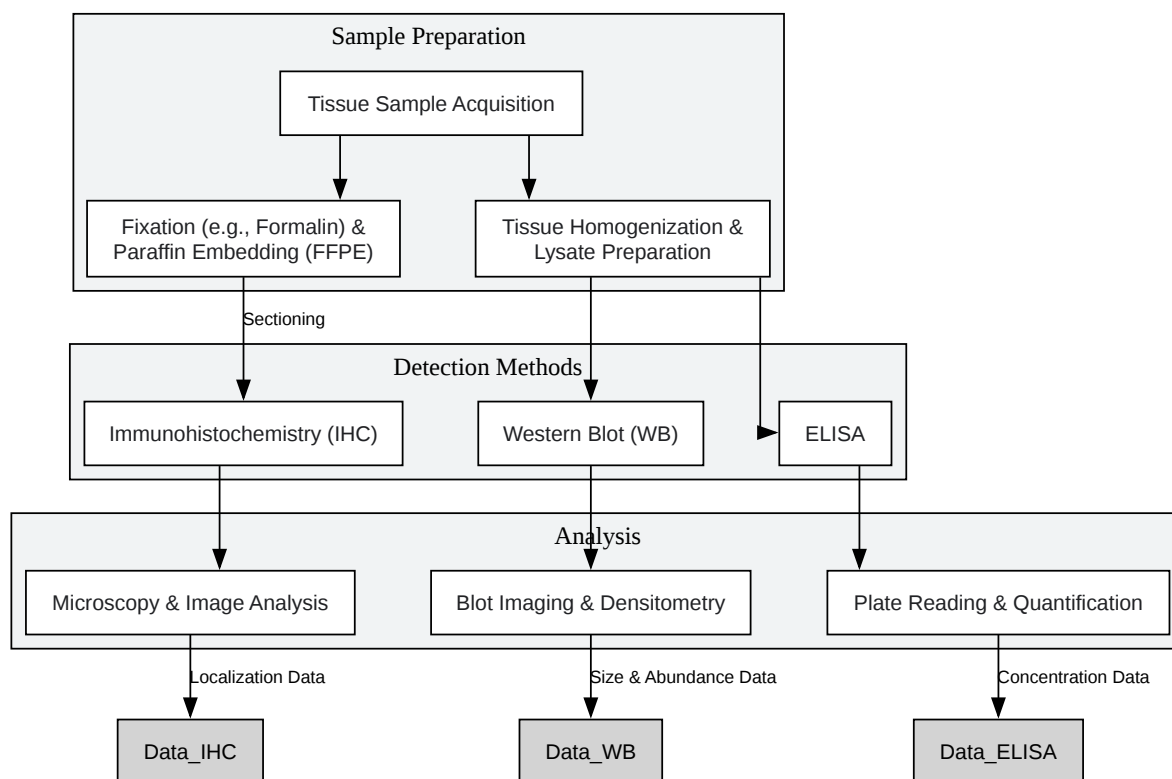 Sample Preparation
Tissue Sample Acquisition
Fixation (e.g., Formalin) &
Paraffin Embedding (FFPE)
Tissue Homogenization &
Lysate Preparation
Sectioning
Detection Methods
Immunohistochemistry (IHC)
Western Blot (WB)
ELISA
Analysis
Microscopy & Image Analysis
Blot Imaging & Densitometry
Plate Reading & Quantification
Localization Data
Size & Abundance Data
Concentration Data
Data_IHC
Data_WB
Data_ELISA